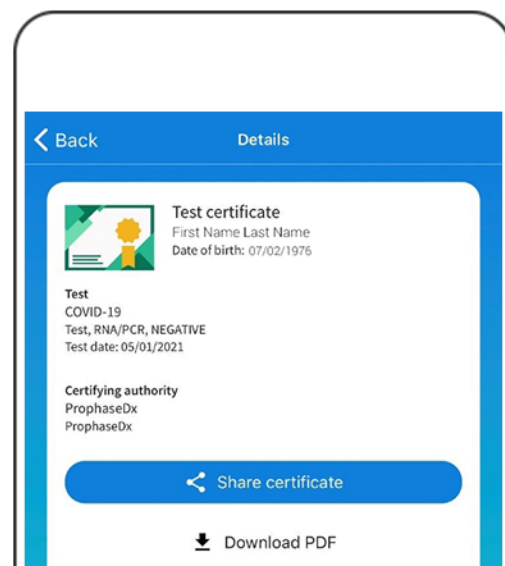 Back
Details
Test certificate
First Name Last Name
Date of birth: 07/02/1976
Test
COVID-19
Test, RNA/PCR, NEGATIVE
Test date: 05/01/2021
Certifying authority
ProphaseDx
ProphaseDx
Share certificate
Download PDF